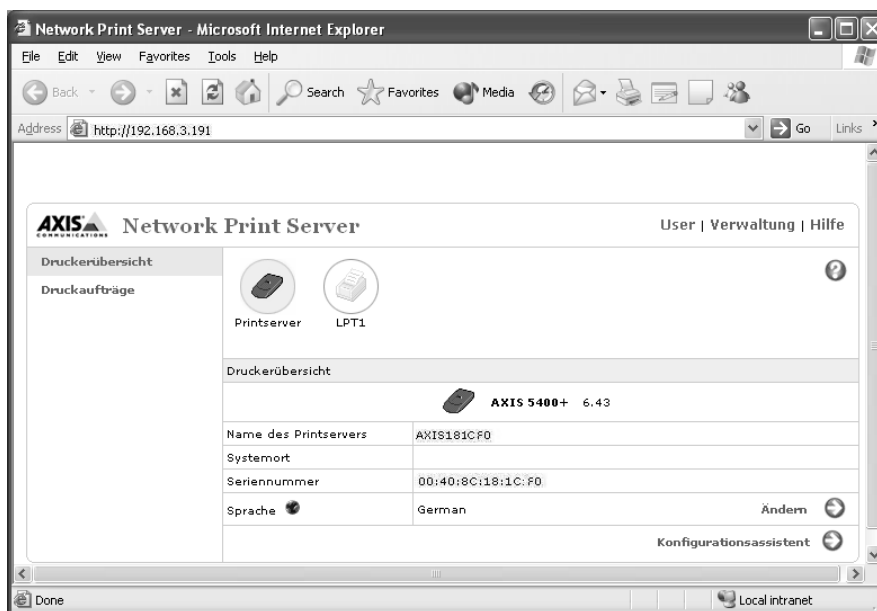 Network Print Server - Microsoft Internet Explorer
File Edit View Favorites Tools Help
Back Search Favorites Media
Address http://192.168.3.191 Go Links
AXIS COMMUNICATIONS Network Print Server User | Verwaltung | Hilfe
Druckerübersicht
Druckaufträge
Printserver LPT1
Druckerübersicht
AXIS 5400+ 6.43
Name des Printservers AXIS181CF0
Systemort
Seriennummer 00:40:8C:18:1C:F0
Sprache German Ändern
Konfigurationsassistent
Done Local intranet